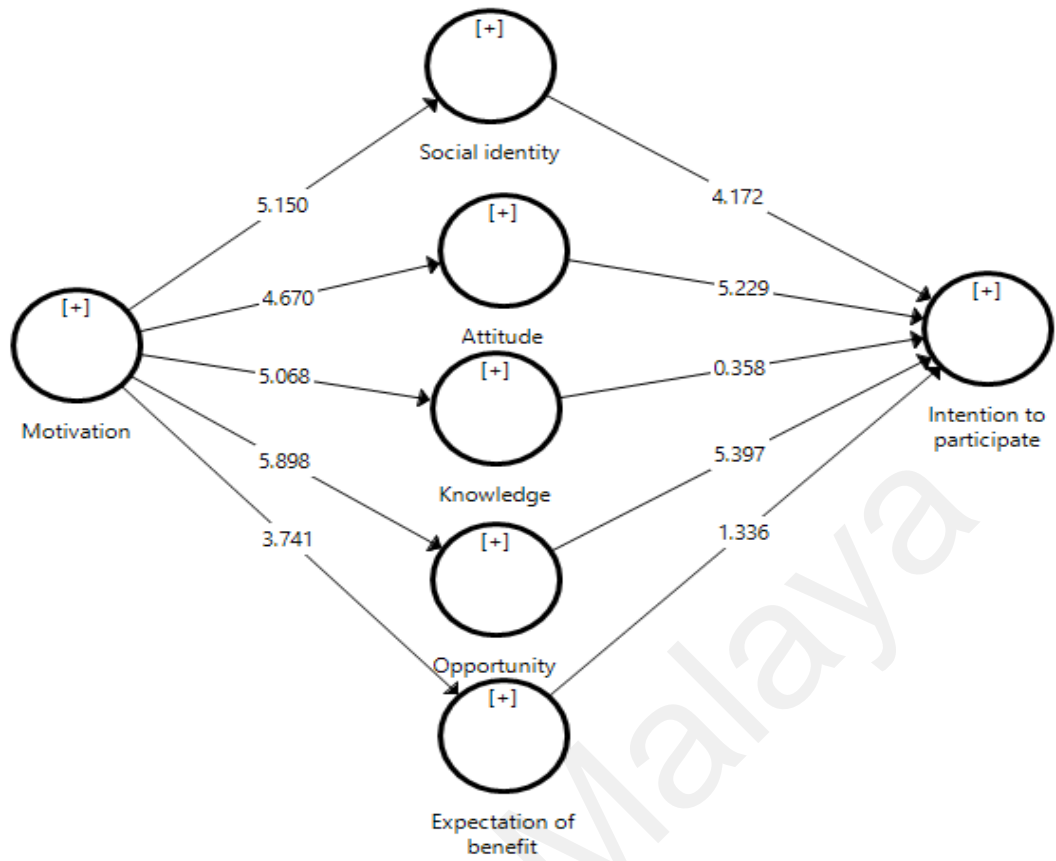 [+]
Social identity
5.150
4.172
[+]
4.670
5.229
Attitude
[+]
Motivation
[+]
Intention to
participate
[+]
5.068
0.358
Knowledge
5.898
5.397
[+]
3.741
1.336
Opportunity
[+]
Expectation of
benefit
Malaya